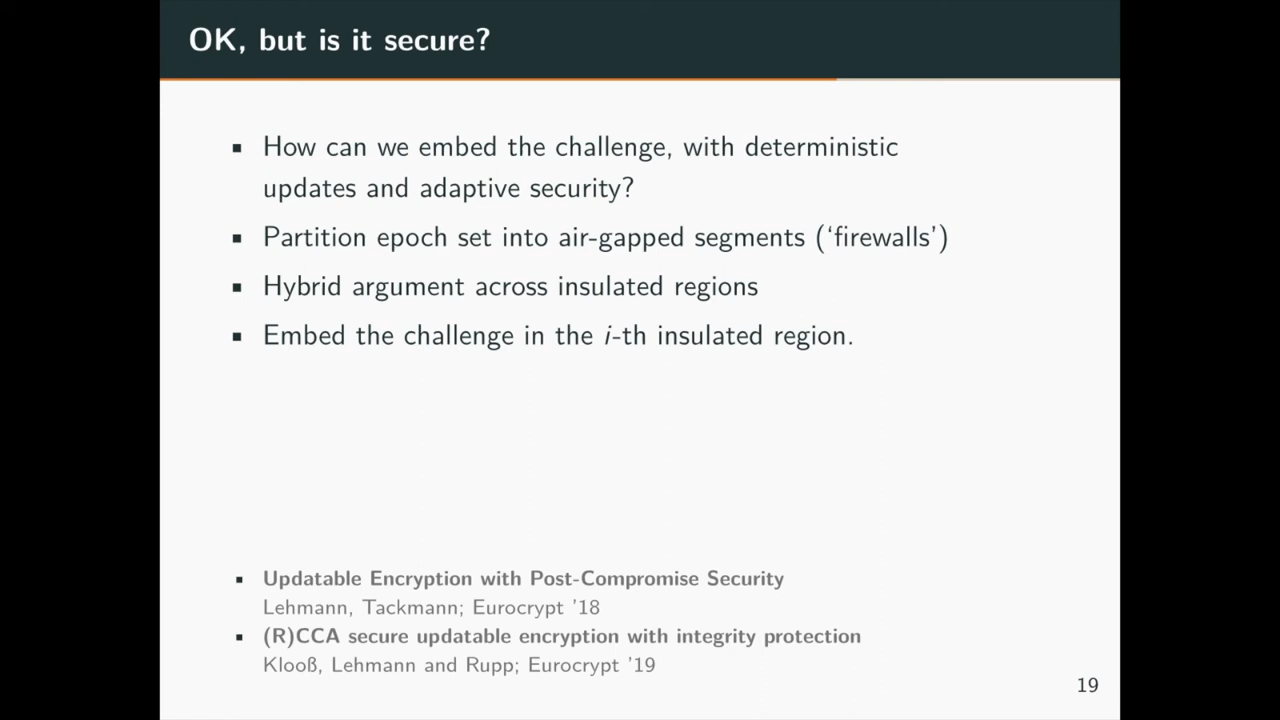 OK, but is it secure?
▪ How can we embed the challenge, with deterministic
updates and adaptive security?
▪ Partition epoch set into air-gapped segments (‘firewalls’)
▪ Hybrid argument across insulated regions
▪ Embed the challenge in the i-th insulated region.
▪ Updatable Encryption with Post-Compromise Security
Lehmann, Tackmann; Eurocrypt '18
▪ (R)CCA secure updatable encryption with integrity protection
Klooß, Lehmann and Rupp; Eurocrypt '19
19